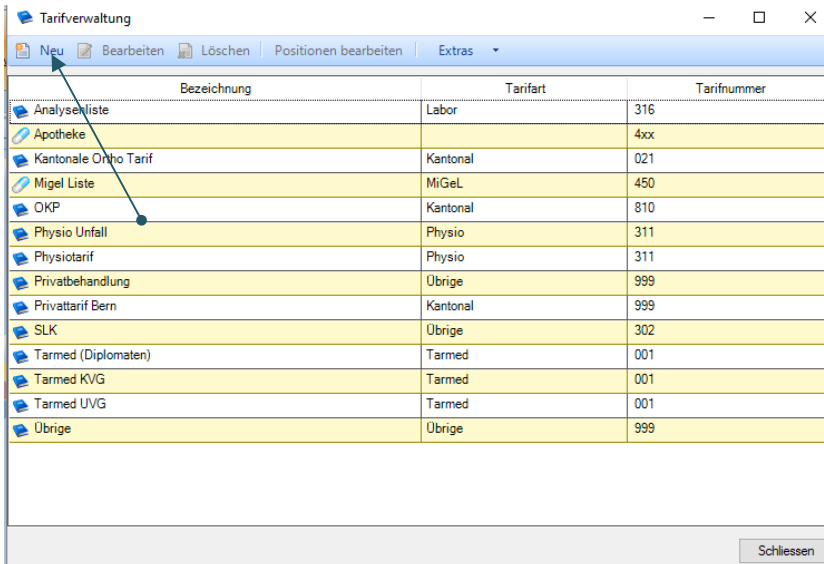 Tarifverwaltung
Neu Bearbeiten Löschen Positionen bearbeiten Extras
Bezeichnung Tarifart Tarifnummer
Analysenliste Labor 316
Apotheke 4xx
Kantonale Ortho Tarif Kantonal 021
Migel Liste MiGeL 450
OKP Kantonal 810
Physio Unfall Physio 311
Physiotarif Physio 311
Privatbehandlung Übrige 999
Privattarif Bern Kantonal 999
SLK Übrige 302
Tarmed (Diplomaten) Tarmed 001
Tarmed KVG Tarmed 001
Tarmed UVG Tarmed 001
Übrige Übrige 999
Schliessen